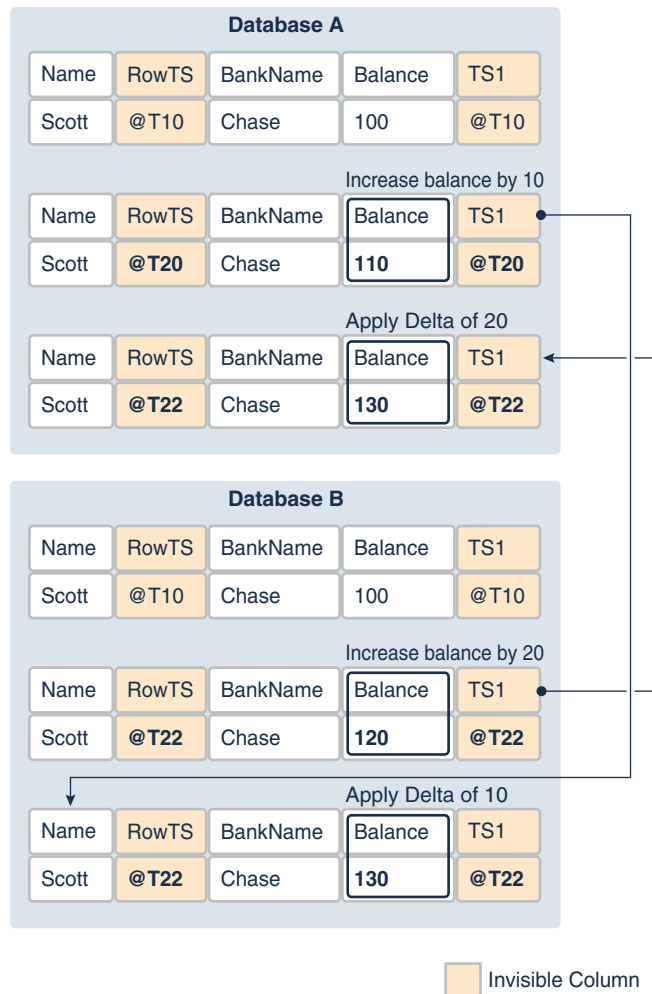 Database A
Name RowTS BankName Balance TS1
Scott @T10 Chase 100 @T10
Increase balance by 10
Name RowTS BankName Balance TS1
Scott @T20 Chase 110 @T20
Apply Delta of 20
Name RowTS BankName Balance TS1
Scott @T22 Chase 130 @T22
Database B
Name RowTS BankName Balance TS1
Scott @T10 Chase 100 @T10
Increase balance by 20
Name RowTS BankName Balance TS1
Scott @T22 Chase 120 @T22
Apply Delta of 10
Name RowTS BankName Balance TS1
Scott @T22 Chase 130 @T22
Invisible Column